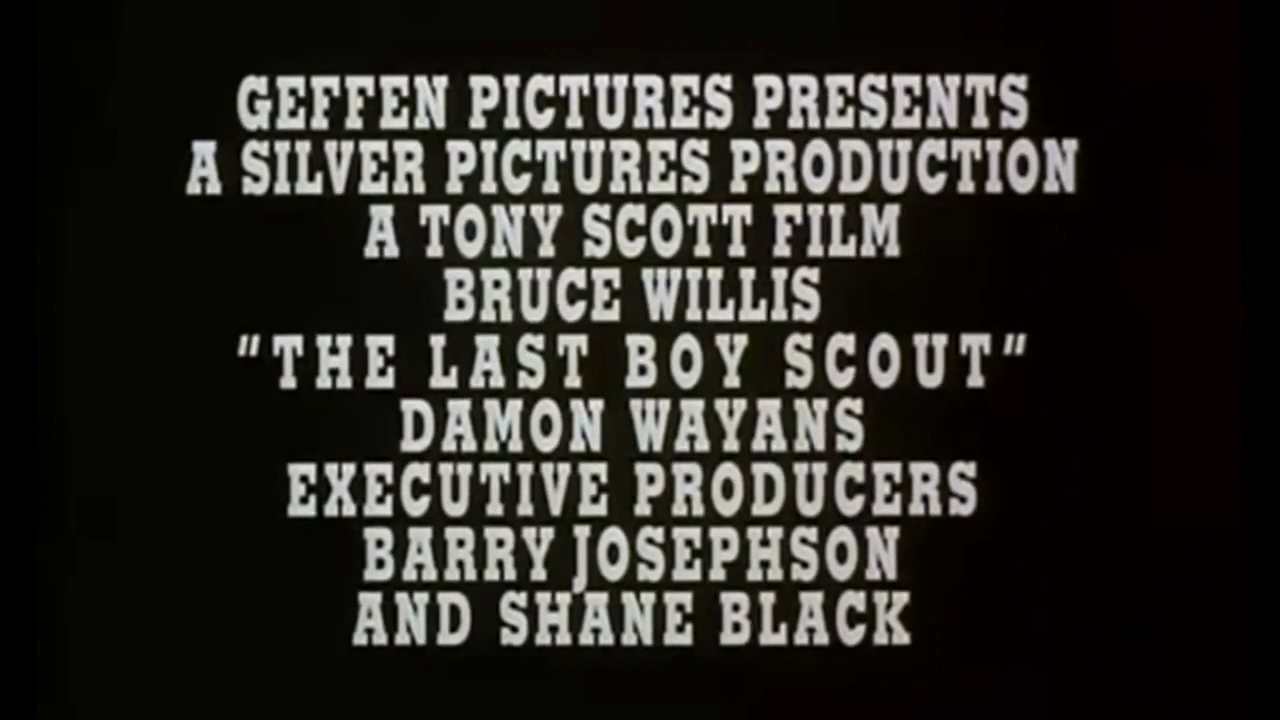 GEFFEN PICTURES PRESENTS
A SILVER PICTURES PRODUCTION
A TONY SCOTT FILM
BRUCE WILLIS
"THE LAST BOY SCOUT"
DAMON WAYANS
EXECUTIVE PRODUCERS
BARRY JOSEPHSON
AND SHANE BLACK